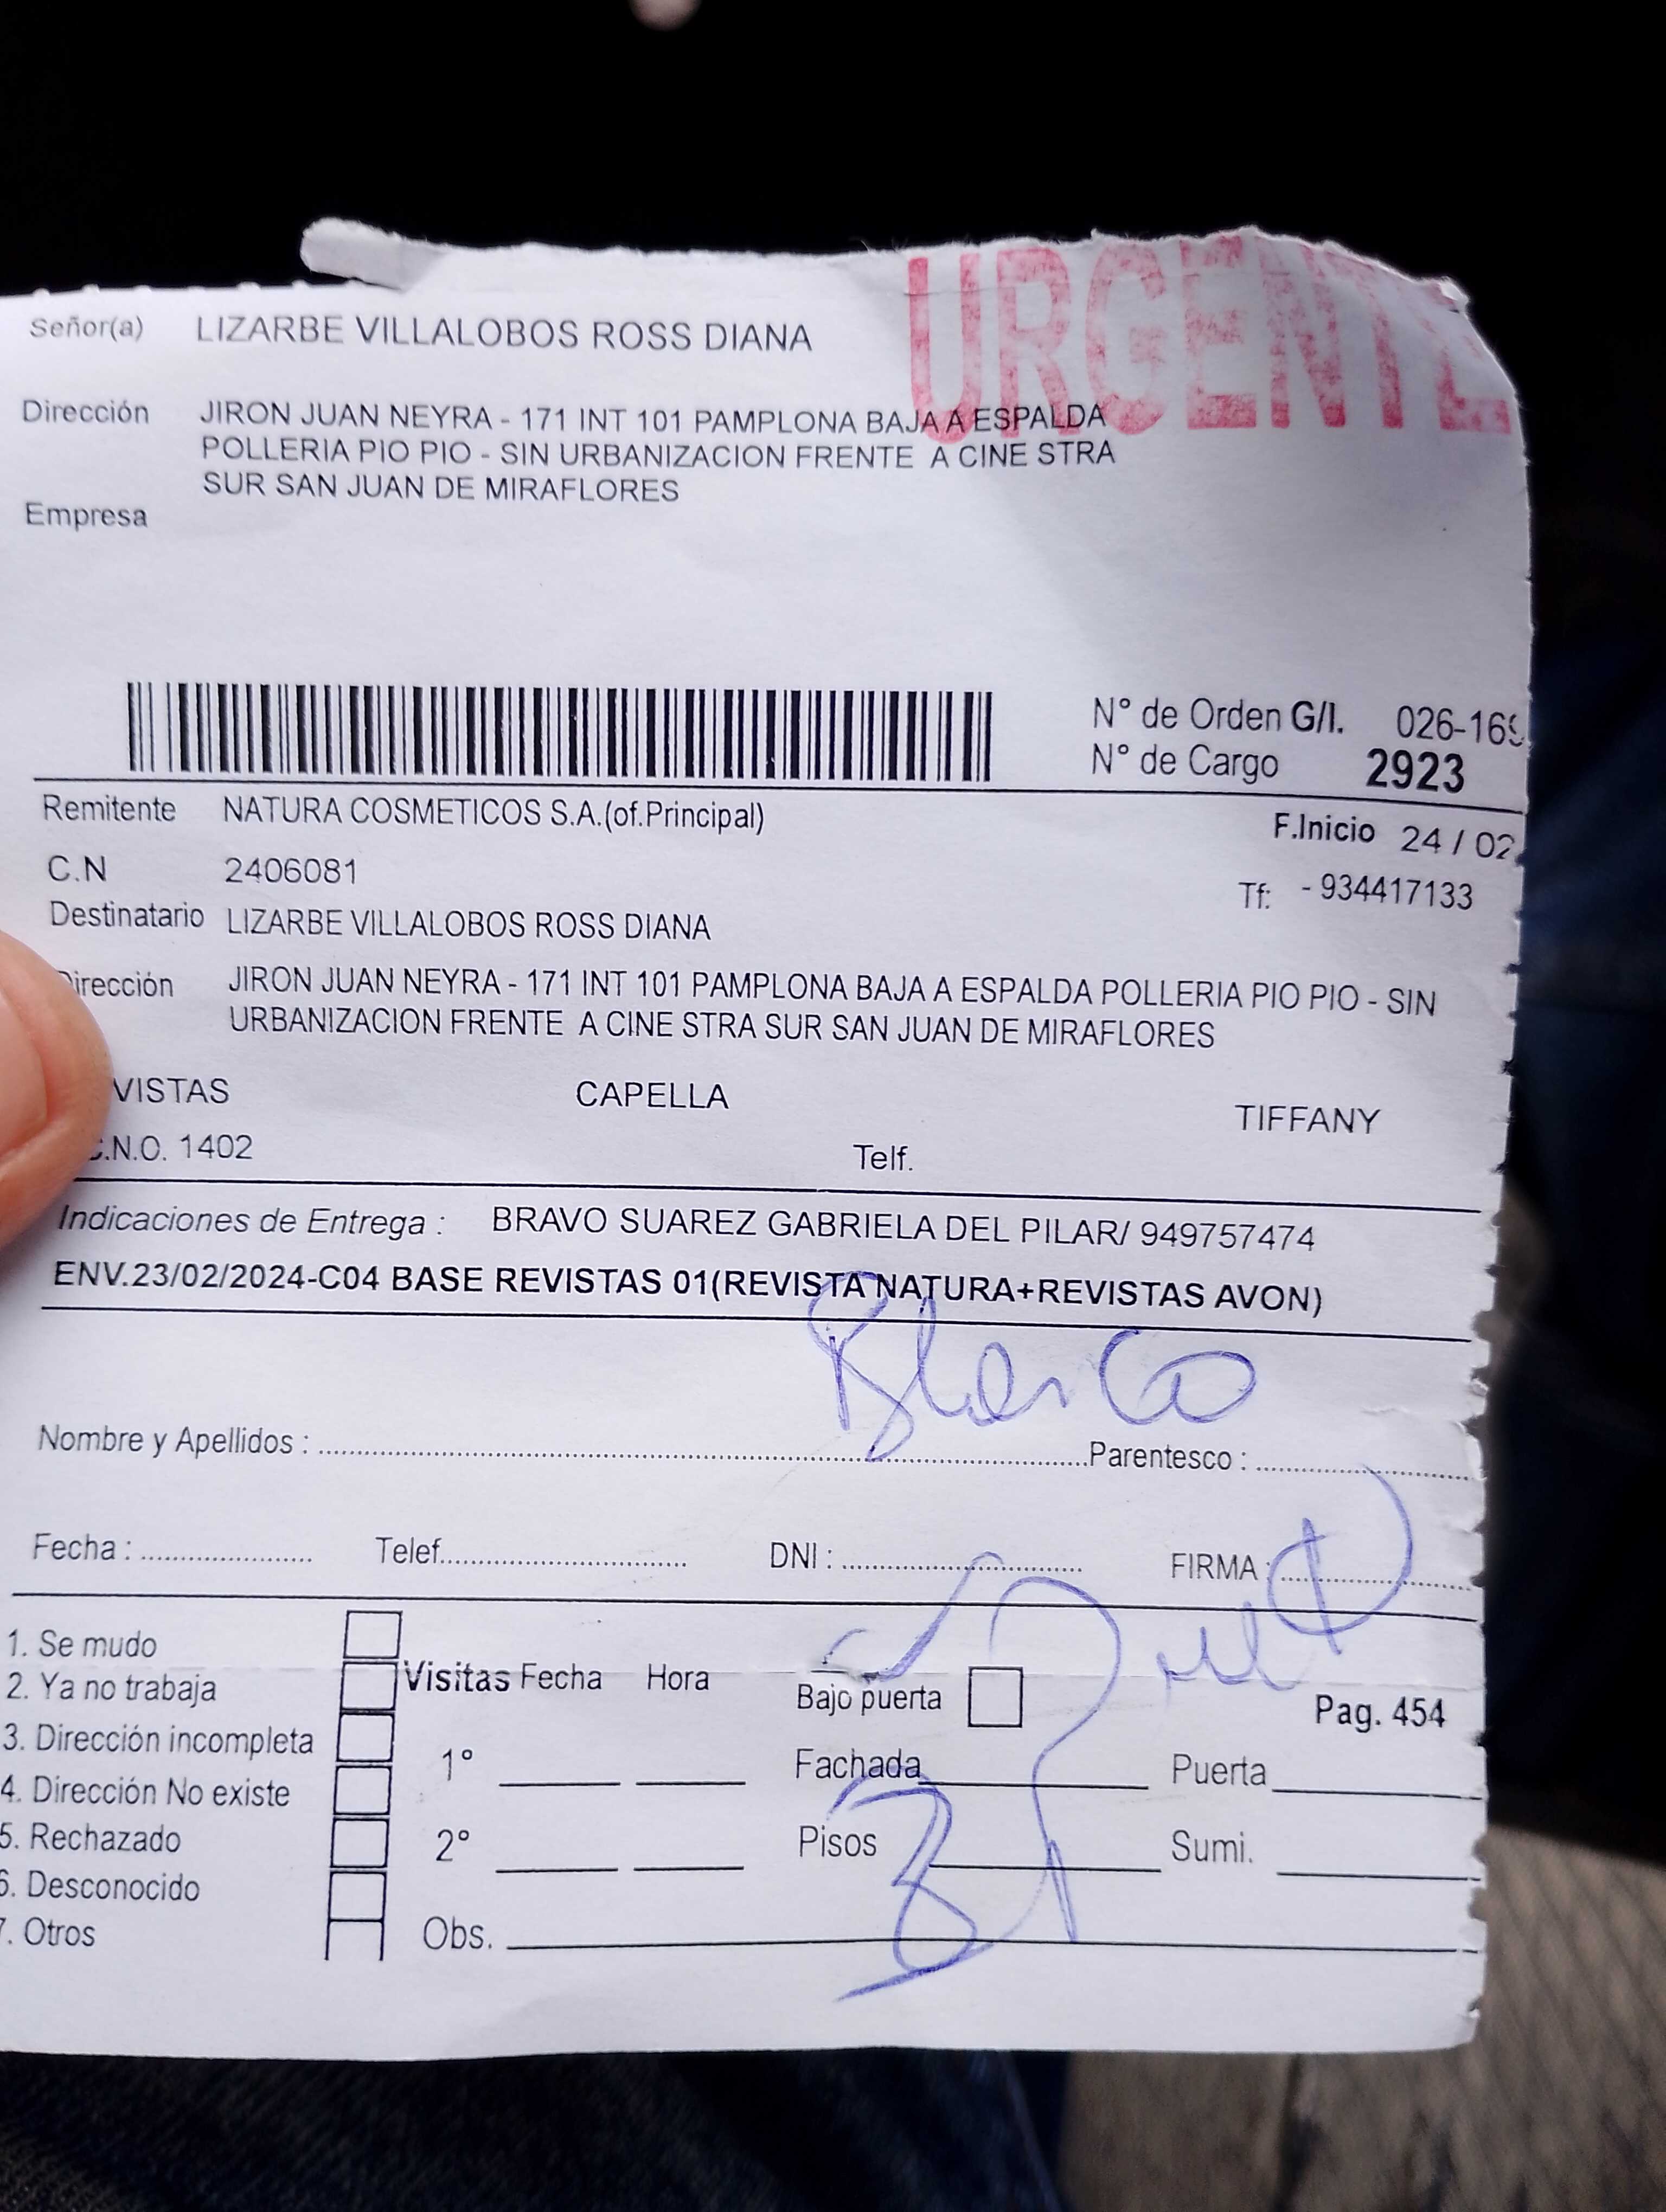 URGENTE
Señor(a) LIZARBE VILLALOBOS ROSS DIANA
Dirección JIRON JUAN NEYRA - 171 INT 101 PAMPLONA BAJA A ESPALDA
POLLERIA PIO PIO - SIN URBANIZACION FRENTE A CINE STRA
SUR SAN JUAN DE MIRAFLORES
Empresa
N° de Orden G/I. 026-169
N° de Cargo 2923
Remitente NATURA COSMETICOS S.A.(of.Principal) F.Inicio 24 / 02
C.N 2406081 Tf: - 934417133
Destinatario LIZARBE VILLALOBOS ROSS DIANA
Dirección JIRON JUAN NEYRA - 171 INT 101 PAMPLONA BAJA A ESPALDA POLLERIA PIO PIO - SIN
URBANIZACION FRENTE A CINE STRA SUR SAN JUAN DE MIRAFLORES
VISTAS CAPELLA TIFFANY
C.N.O. 1402 Telf.
Indicaciones de Entrega : BRAVO SUAREZ GABRIELA DEL PILAR/ 949757474
ENV.23/02/2024-C04 BASE REVISTAS 01(REVISTA NATURA+REVISTAS AVON)
Blanco
Nombre y Apellidos : Parentesco :
Fecha : Telef. DNI : FIRMA :
1. Se mudo
2. Ya no trabaja Visitas Fecha Hora Bajo puerta Pag. 454
3. Dirección incompleta
4. Dirección No existe 1° Fachada Puerta
5. Rechazado 2° Pisos 3 Sumi.
6. Desconocido
7. Otros Obs.